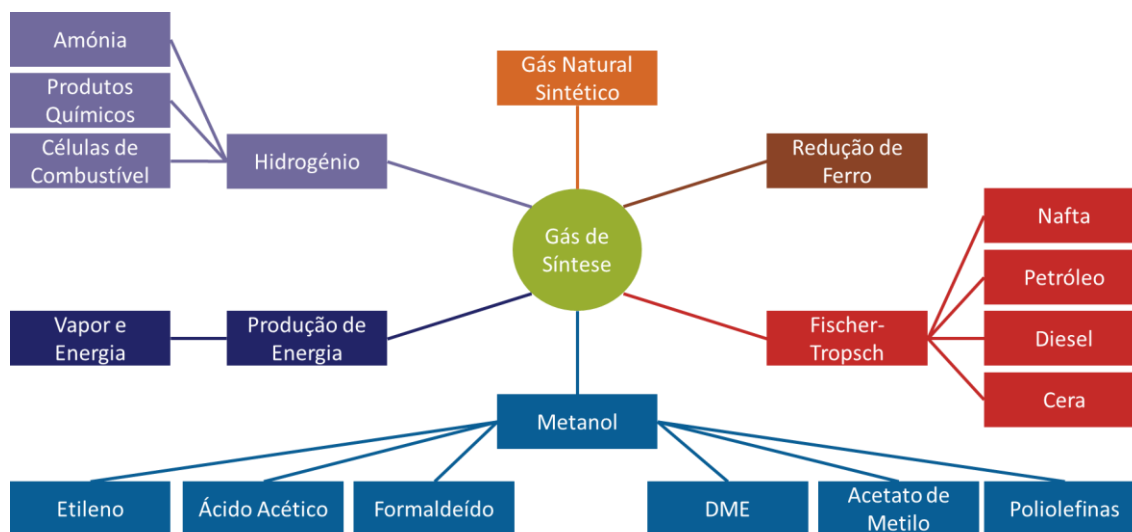 Amónia
Produtos
Químicos
Células de
Combustível
Hidrogénio
Gás Natural
Sintético
Redução de
Ferro
Gás de
Síntese
Nafta
Petróleo
Diesel
Cera
Fischer-
Tropsch
Vapor e
Energia
Produção de
Energia
Metanol
Etileno
Ácido Acético
Formaldeído
DME
Acetato de
Metilo
Poliolefinas